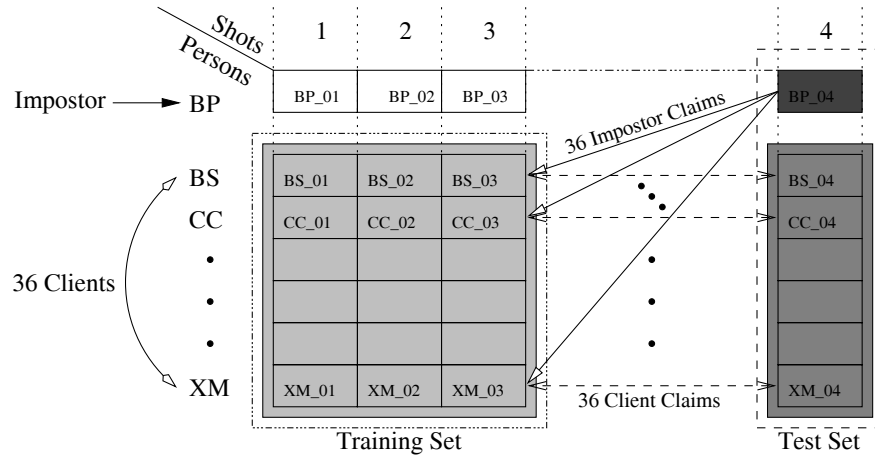 Shots
Persons
1 2 3 4
Impostor BP BP_01 BP_02 BP_03 BP_04
36 Impostor Claims
BS BS_01 BS_02 BS_03 BS_04
CC CC_01 CC_02 CC_03 CC_04
36 Clients
XM XM_01 XM_02 XM_03 XM_04
36 Client Claims
Training Set Test Set